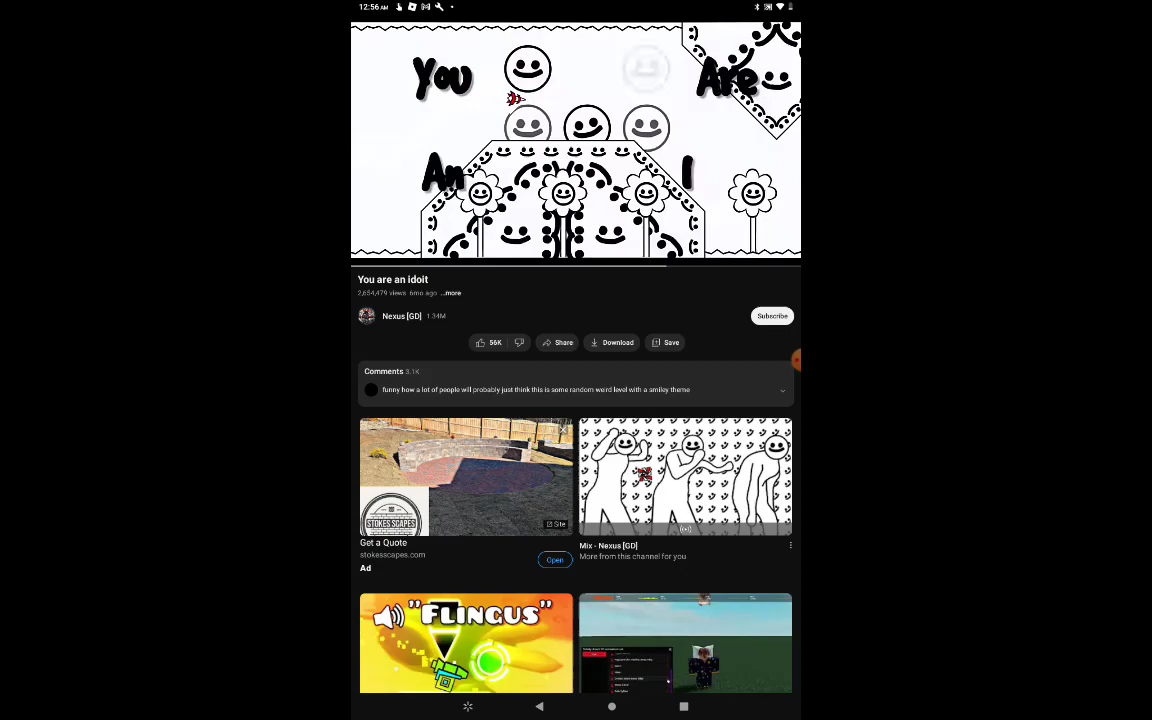 12:56 AM
You
Are
An
I
You are an idoit
2,654,479 views 6mo ago ...more
Nexus [GD] 1.34M
Subscribe
56K
Share
Download
Save
Comments 3.1K
funny how a lot of people will probably just think this is some random weird level with a smiley theme
STOKES SCAPES
Site
Get a Quote
stokesscapes.com
Ad
Open
Mix - Nexus [GD]
More from this channel for you
"FLINGUS"